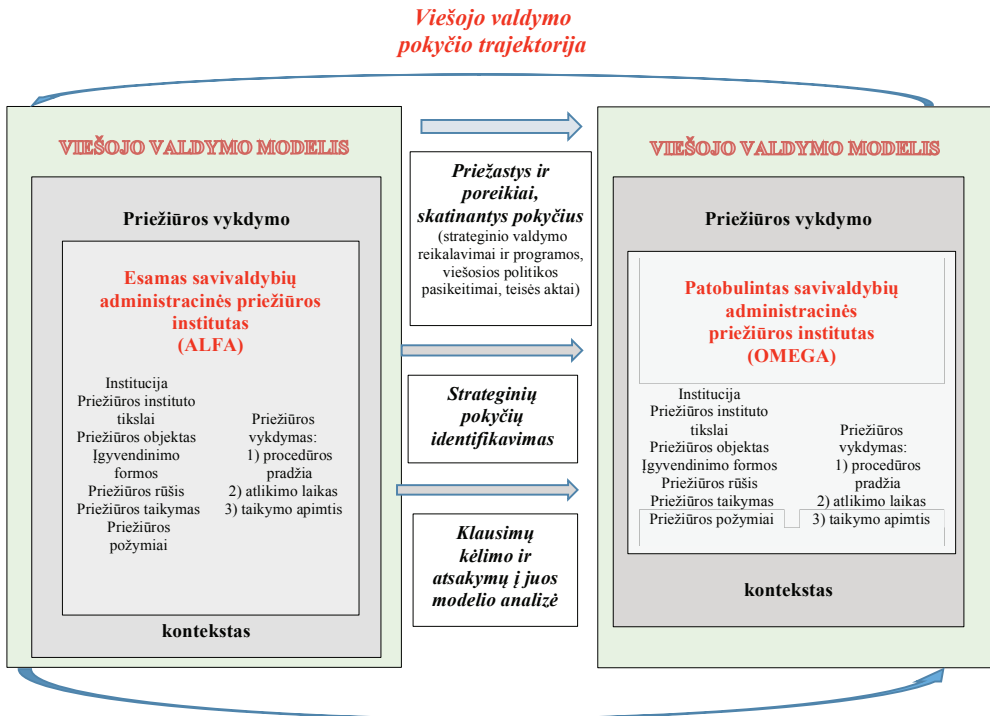 Viešojo valdymo
pokyčio trajektorija
VIEŠOJO VALDYMO MODELIS
Priežiūros vykdymo
Esamas savivaldybių
administracinės priežiūros
institutas
(ALFA)
Institucija
Priežiūros instituto
tikslai
Priežiūros objektas
Įgyvendinimo
formos
Priežiūros rūšis
Priežiūros taikymas
Priežiūros
požymiai
Priežiūros
vykdymas:
1) procedūros
pradžia
2) atlikimo laikas
3) taikymo apimtis
kontekstas
Priežastys ir
poreikiai,
skatinantys pokyčius
(strateginio valdymo
reikalavimai ir programos,
viešosios politikos
pasikeitimai, teisės aktai)
Strateginių
pokyčių
identifikavimas
Klausimų
kėlimo ir
atsakymų į juos
modelio analizė
VIEŠOJO VALDYMO MODELIS
Priežiūros vykdymo
Patobulintas savivaldybių
administracinės
priežiūros institutas
(OMEGA)
Institucija
Priežiūros instituto
tikslai
Priežiūros objektas
Įgyvendinimo formos
Priežiūros rūšis
Priežiūros taikymas
Priežiūros požymiai
Priežiūros
vykdymas:
1) procedūros
pradžia
2) atlikimo laikas
3) taikymo apimtis
kontekstas